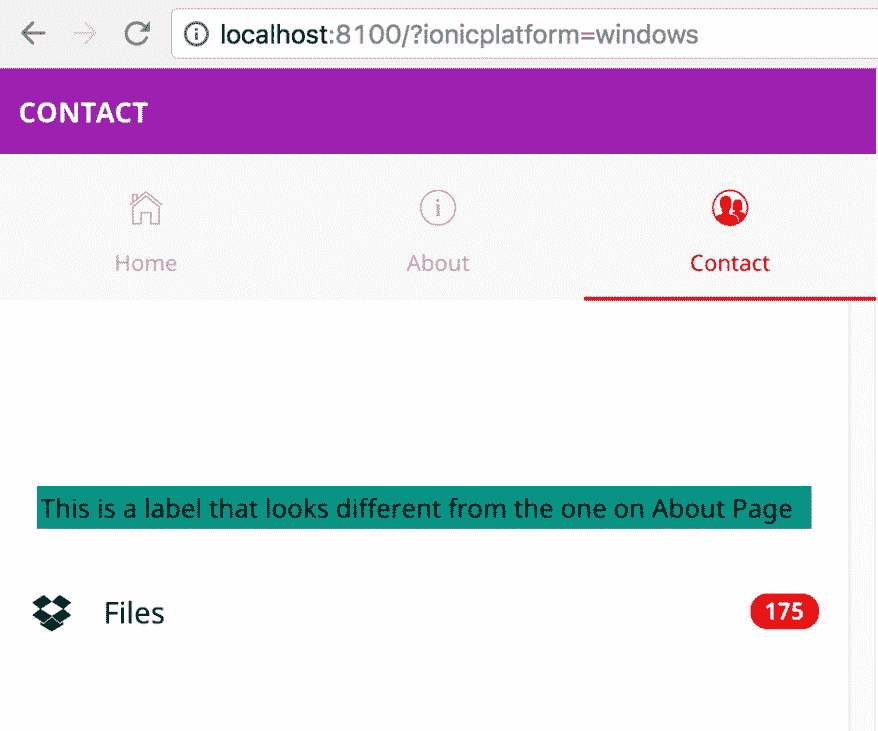 localhost:8100/?ionicplatform=windows
CONTACT
Home
About
Contact
This is a label that looks different from the one on About Page
Files
175